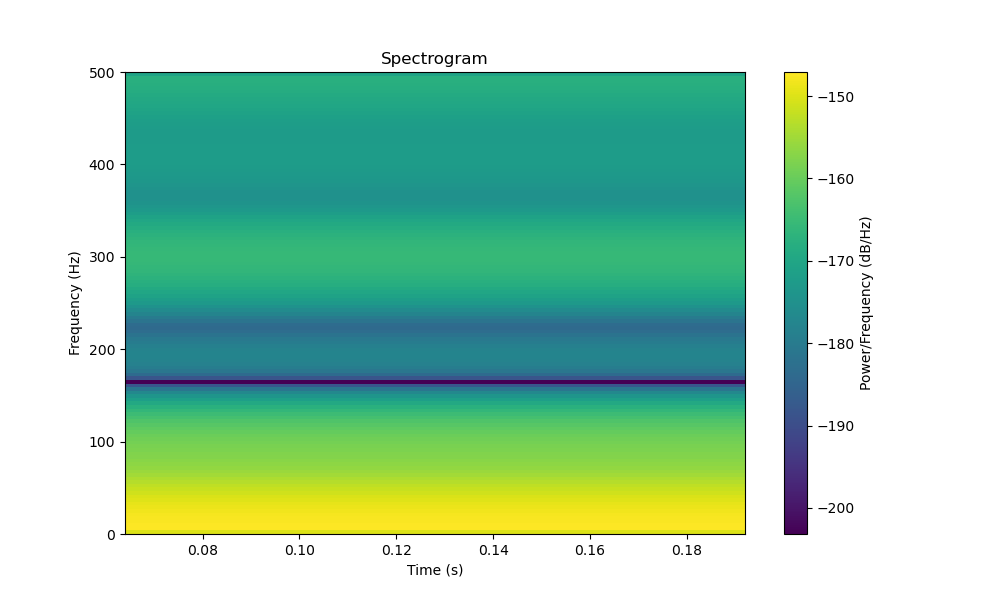 Spectrogram
500
400
300
200
100
0
Frequency (Hz)
0.08 0.10 0.12 0.14 0.16 0.18
Time (s)
−150
−160
−170
−180
−190
−200
Power/Frequency (dB/Hz)